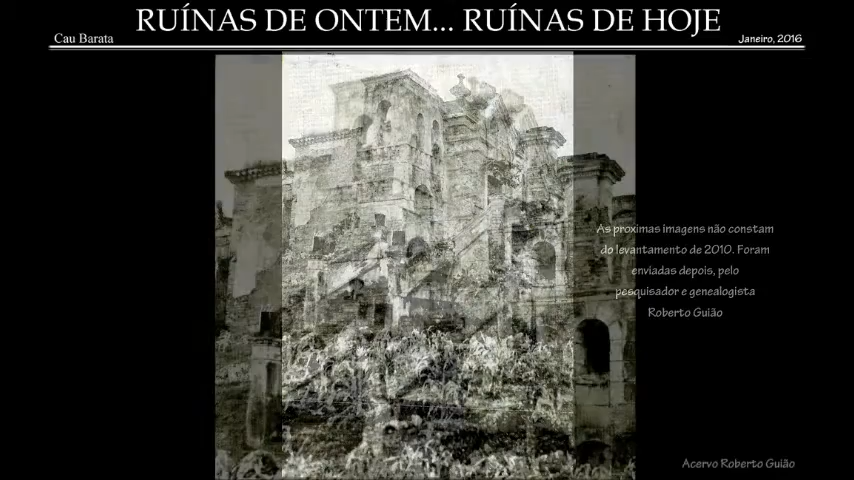 RUÍNAS DE ONTEM... RUÍNAS DE HOJE
Cau Barata
Janeiro, 2016
As proximas imagens não constam
do levantamento de 2010. Foram
enviadas depois, pelo
pesquisador e genealogista
Roberto Guião
Acervo Roberto Guião